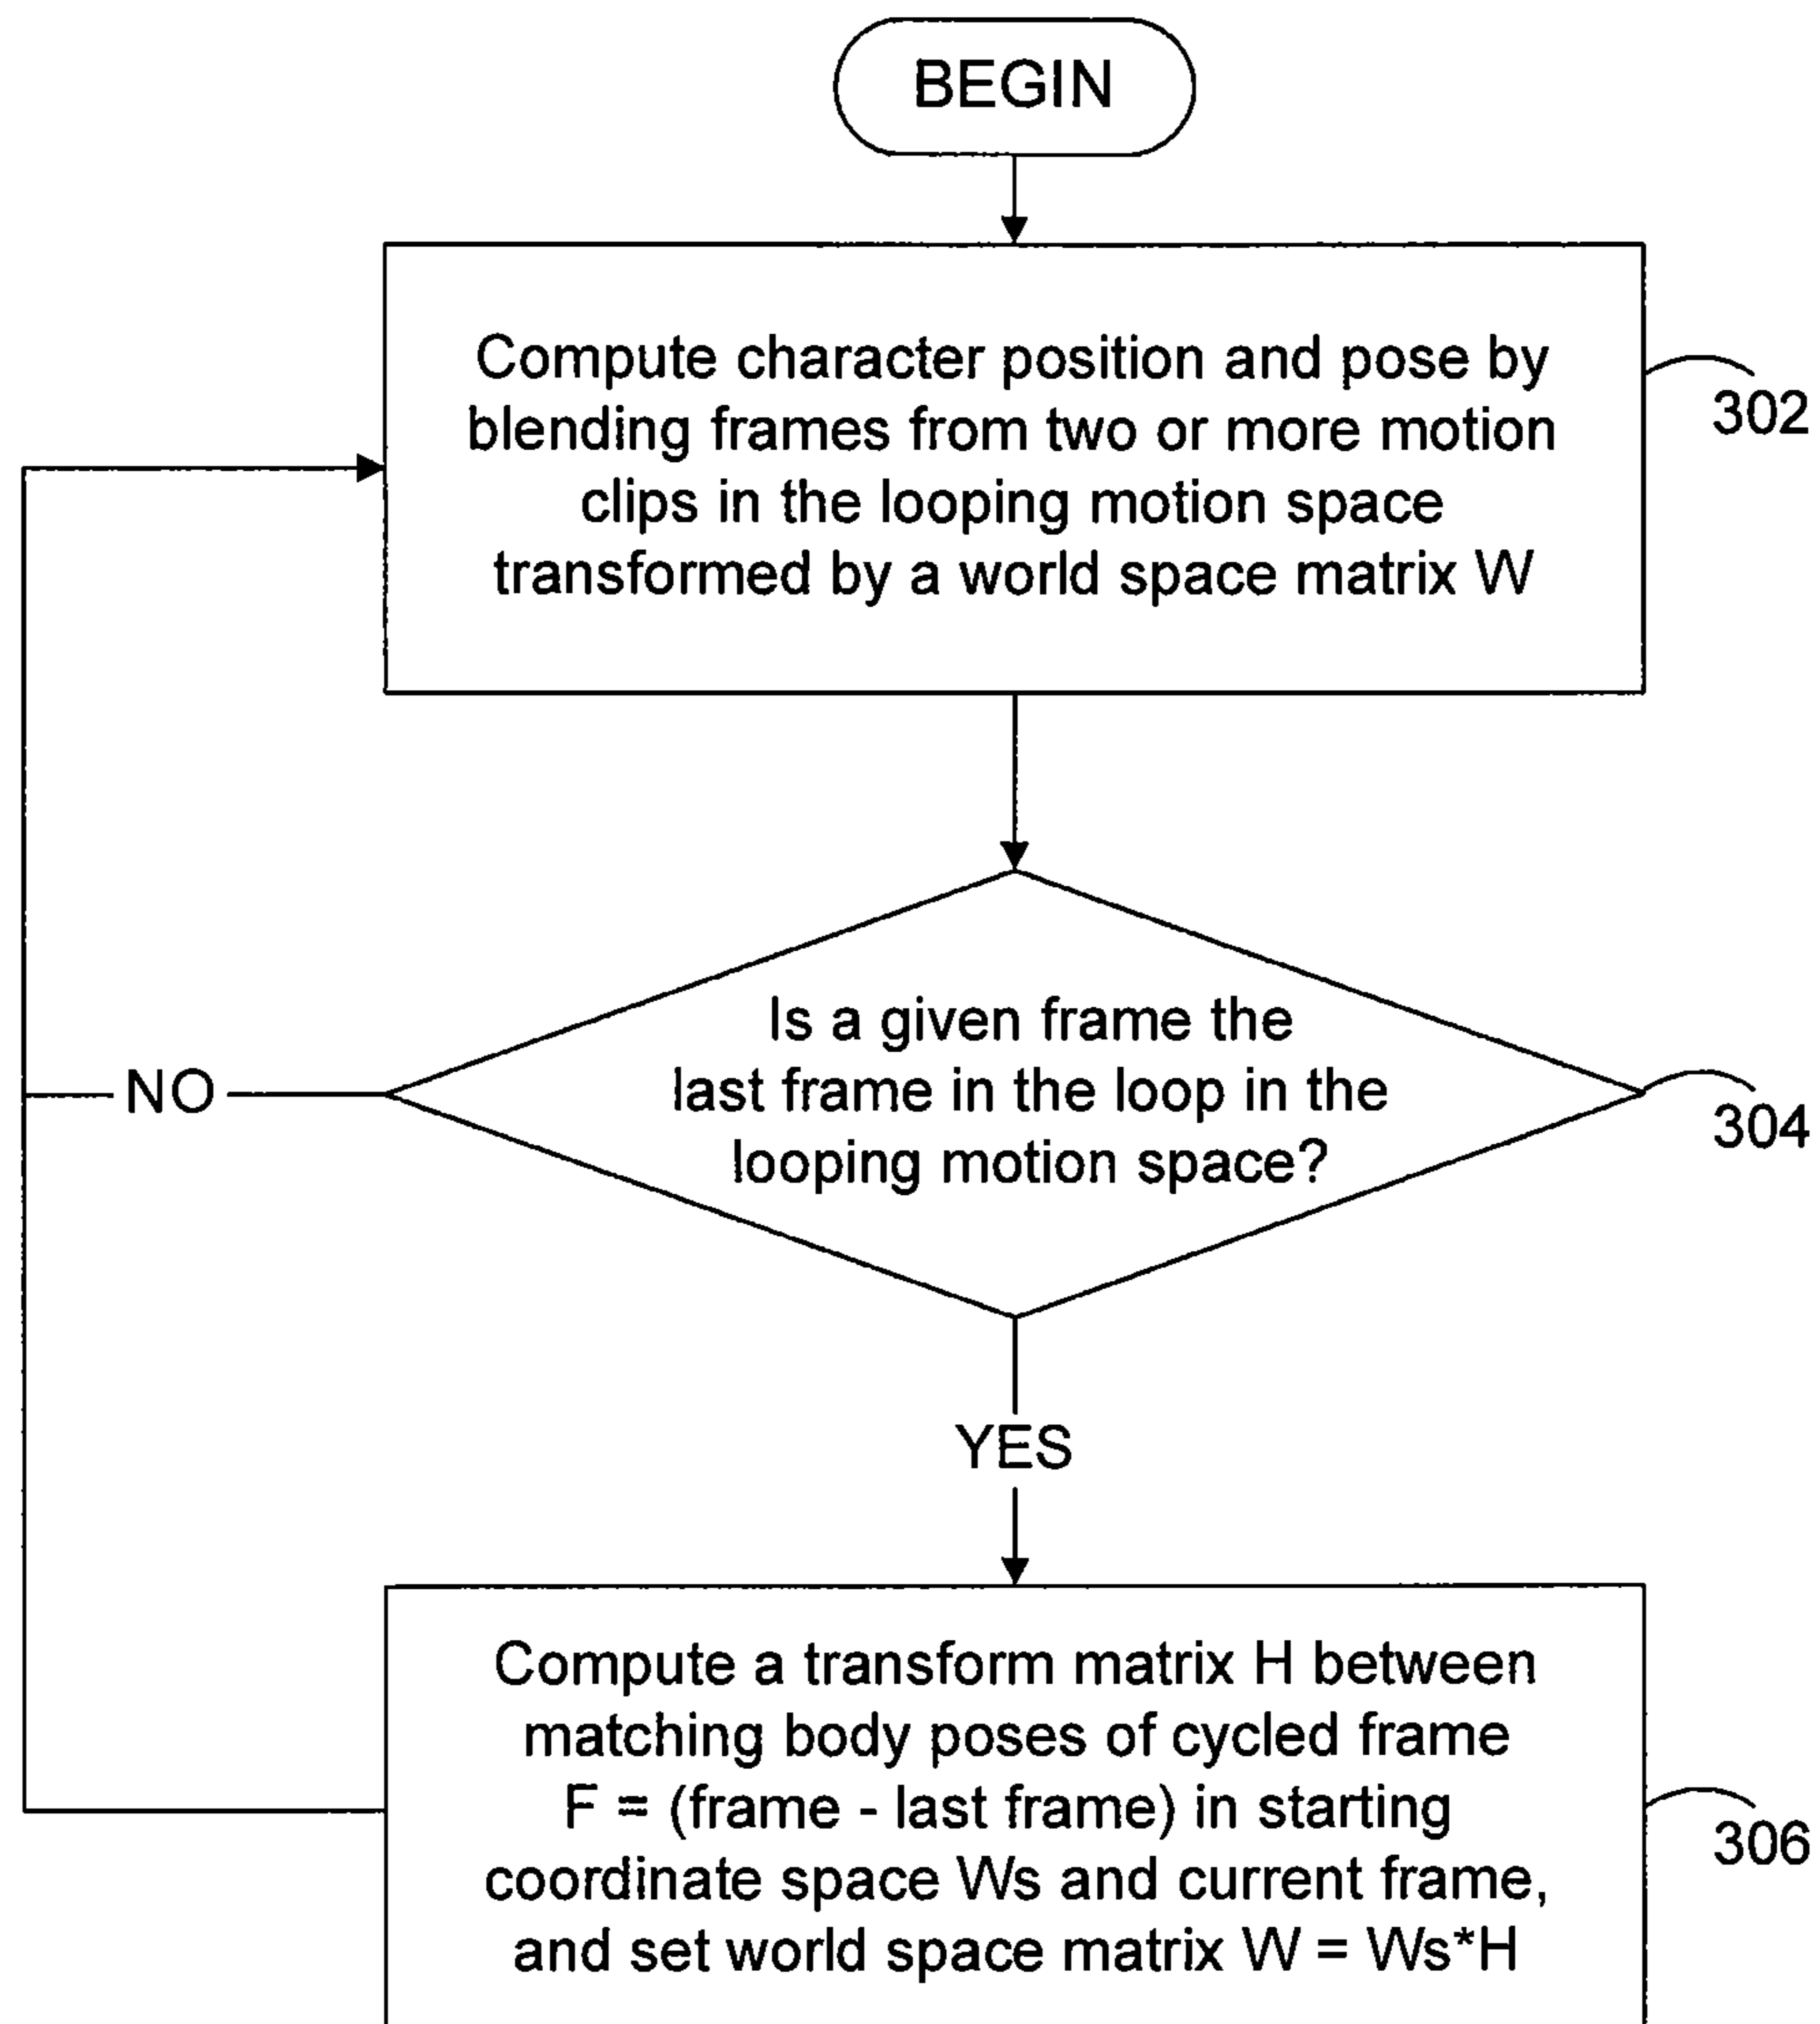 BEGIN
Compute character position and pose by
blending frames from two or more motion
clips in the looping motion space
transformed by a world space matrix W
302
Is a given frame the
last frame in the loop in the
looping motion space?
304
NO
YES
Compute a transform matrix H between
matching body poses of cycled frame
F = (frame - last frame) in starting
coordinate space Ws and current frame,
and set world space matrix W = Ws*H
306